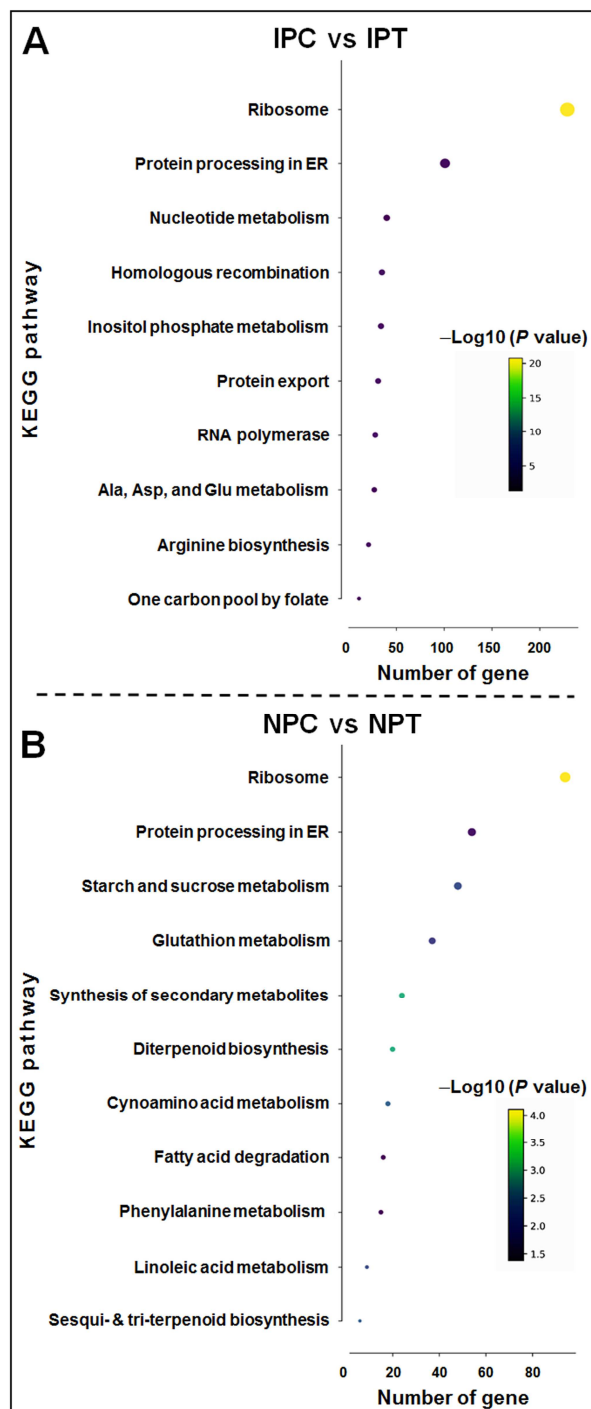 A
IPC vs IPT
KEGG pathway
Ribosome
Protein processing in ER
Nucleotide metabolism
Homologous recombination
Inositol phosphate metabolism
Protein export
RNA polymerase
Ala, Asp, and Glu metabolism
Arginine biosynthesis
One carbon pool by folate
–Log10 (P value)
20
15
10
5
0 50 100 150 200
Number of gene
B
NPC vs NPT
KEGG pathway
Ribosome
Protein processing in ER
Starch and sucrose metabolism
Glutathion metabolism
Synthesis of secondary metabolites
Diterpenoid biosynthesis
Cynoamino acid metabolism
Fatty acid degradation
Phenylalanine metabolism
Linoleic acid metabolism
Sesqui- & tri-terpenoid biosynthesis
–Log10 (P value)
4.0
3.5
3.0
2.5
2.0
1.5
0 20 40 60 80
Number of gene